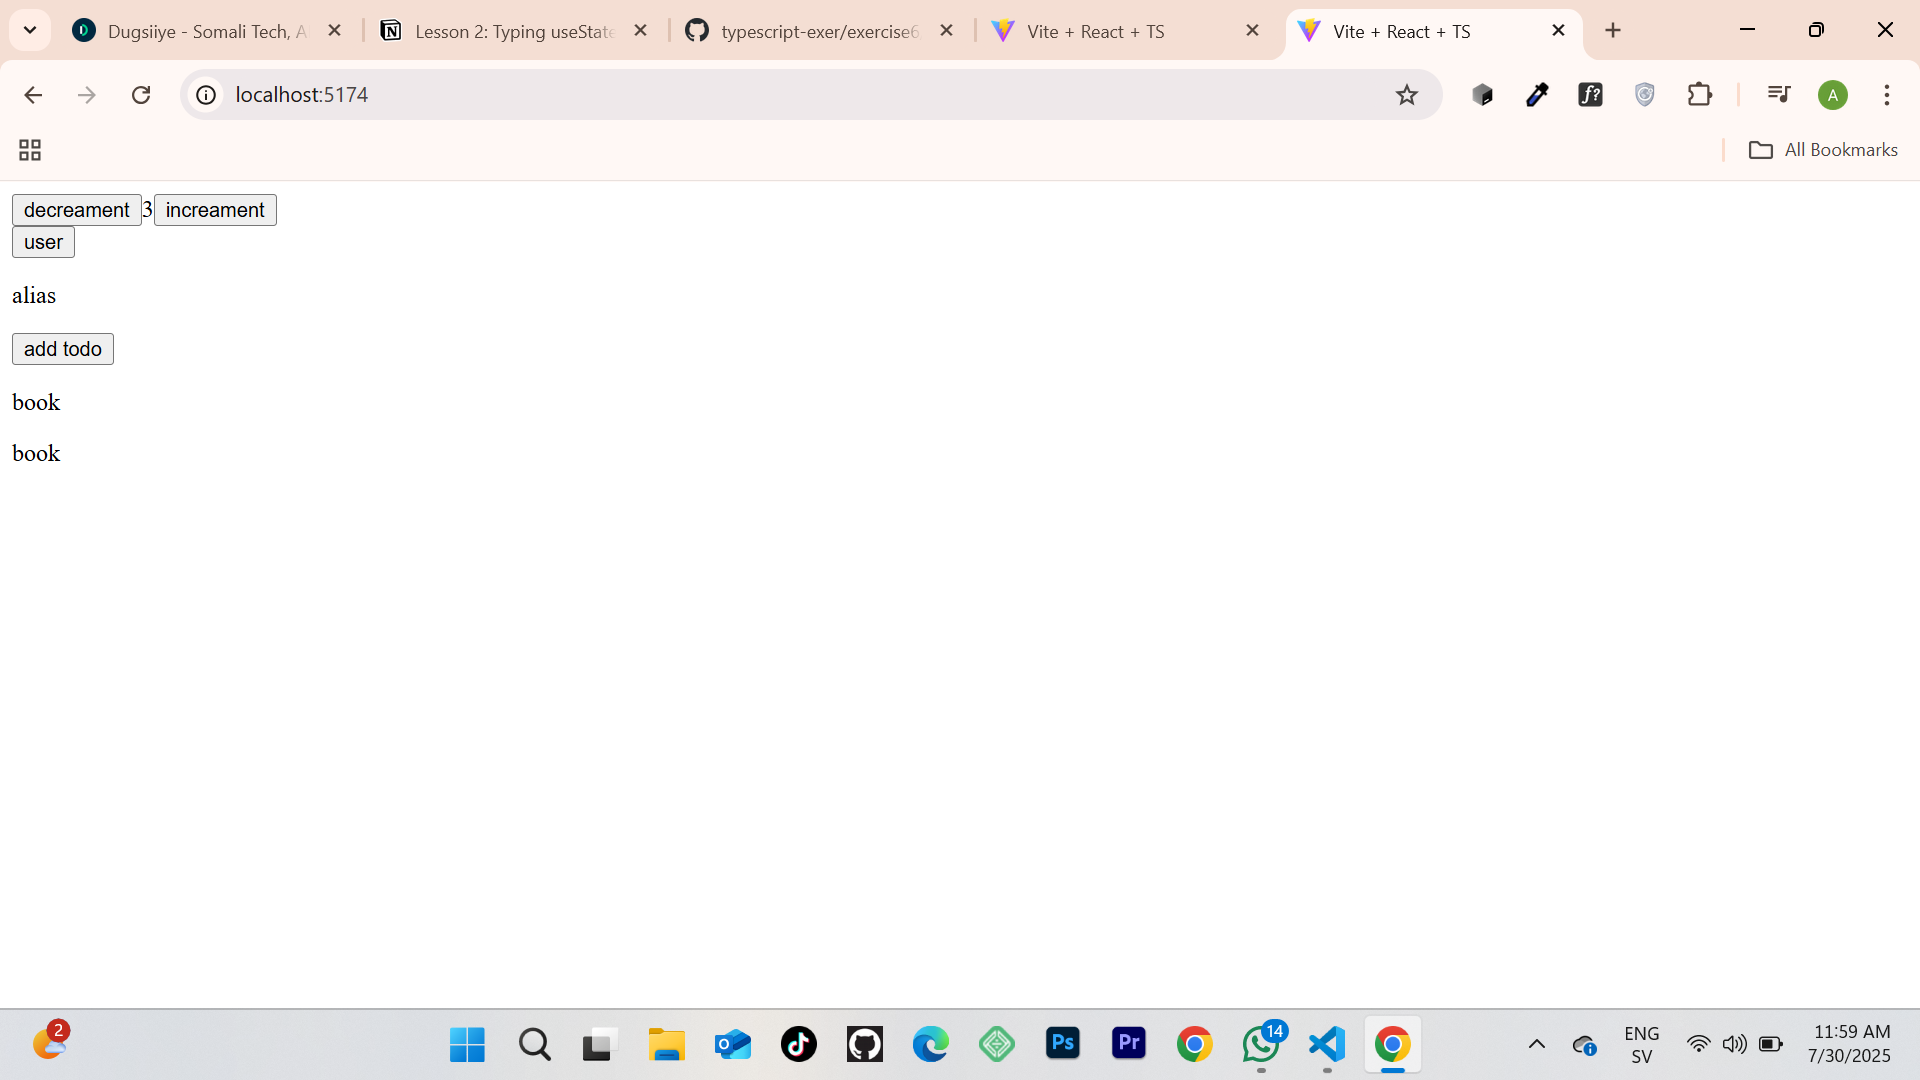 Dugsiiye - Somali Tech, A
Lesson 2: Typing useState
typescript-exer/exercise6
Vite + React + TS
Vite + React + TS
localhost:5174
f?
A
All Bookmarks
decreament 3 increament
user
alias
add todo
book
book
2
Ps
Pr
14
ENG
SV
11:59 AM
7/30/2025